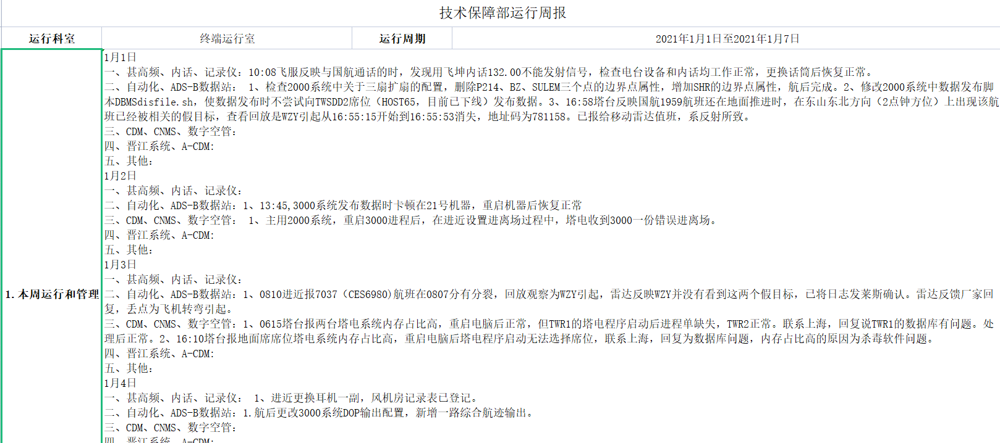 技术保障部运行周报
运行科室 终端运行室 运行周期 2021年1月1日至2021年1月7日
1.本周运行和管理
1月1日
一、甚高频、内话、记录仪：10:08飞服反映与国航通话的时，发现用飞坤内话132.00不能发射信号，检查电台设备和内话均工作正常，更换话筒后恢复正常。
二、自动化、ADS-B数据站： 1、检查2000系统中关于三扇扩扇的配置，删除P214、BZ、SULEM三个点的边界点属性，增加SHR的边界点属性，航后完成。2、修改2000系统中数据发布脚
本DBMSdisfile.sh，使数据发布时不尝试向TWSDD2席位（HOST65，目前已下线）发布数据。3、16:58塔台反映国航1959航班还在地面推进时，在东山东北方向（2点钟方位）上出现该航
班已经被相关的假目标，查看回放是WZY引起从16:55:15开始到16:55:53消失，地址码为781158。已报给移动雷达值班，系反射所致。
三、CDM、CNMS、数字空管：
四、晋江系统、A-CDM:
五、其他：
1月2日
一、甚高频、内话、记录仪：
二、自动化、ADS-B数据站：1、13:45,3000系统发布数据时卡顿在21号机器，重启机器后恢复正常
三、CDM、CNMS、数字空管： 1、主用2000系统，重启3000进程后，在进近设置进离场过程中，塔电收到3000一份错误进离场。
四、晋江系统、A-CDM:
五、其他：
1月3日
一、甚高频、内话、记录仪：
二、自动化、ADS-B数据站：1、0810进近报7037（CES6980)航班在0807分有分裂，回放观察为WZY引起，雷达反映WZY并没有看到这两个假目标，已将日志发莱斯确认。雷达反馈厂家回
复，丢点为飞机转弯引起。
三、CDM、CNMS、数字空管：1、0615塔台报两台塔电系统内存占比高，重启电脑后正常，但TWR1的塔电程序启动后进程单缺失，TWR2正常。联系上海，回复说TWR1的数据库有问题。处
理后正常。2、16:10塔台报地面席席位塔电系统内存占比高，重启电脑后塔电程序启动无法选择席位，联系上海，回复为数据库问题，内存占比高的原因为杀毒软件问题。
四、晋江系统、A-CDM:
五、其他：
1月4日
一、甚高频、内话、记录仪： 1、进近更换耳机一副，风机房记录表已登记。
二、自动化、ADS-B数据站：1.航后更改3000系统DOP输出配置，新增一路综合航迹输出。
三、CDM、CNMS、数字空管：
四、晋江系统、A-CDM: